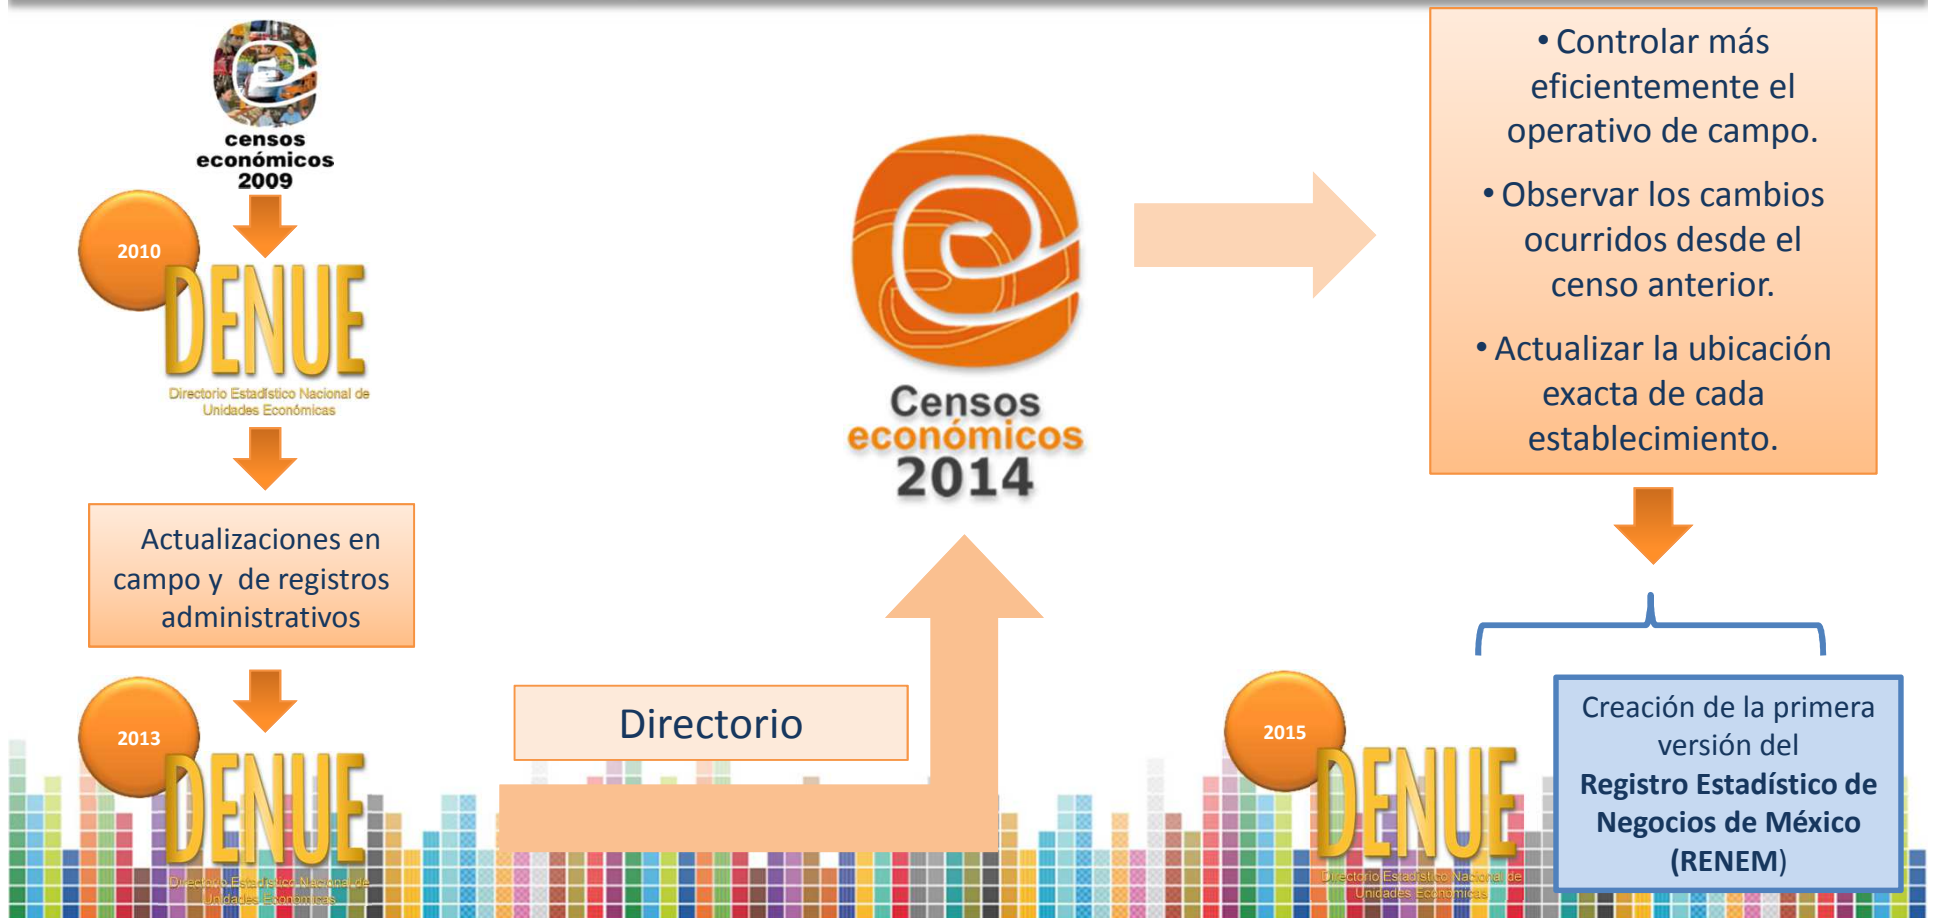 censos
económicos
2009
2010
DENUE
Directorio Estadístico Nacional de
Unidades Económicas
Actualizaciones en
campo y de registros
administrativos
2013
DENUE
Directorio Estadístico Nacional de
Unidades Económicas
Directorio
Censos
económicos
2014
• Controlar más
eficientemente el
operativo de campo.
• Observar los cambios
ocurridos desde el
censo anterior.
• Actualizar la ubicación
exacta de cada
establecimiento.
2015
DENUE
Directorio Estadístico Nacional de
Unidades Económicas
Creación de la primera
versión del
Registro Estadístico de
Negocios de México
(RENEM)